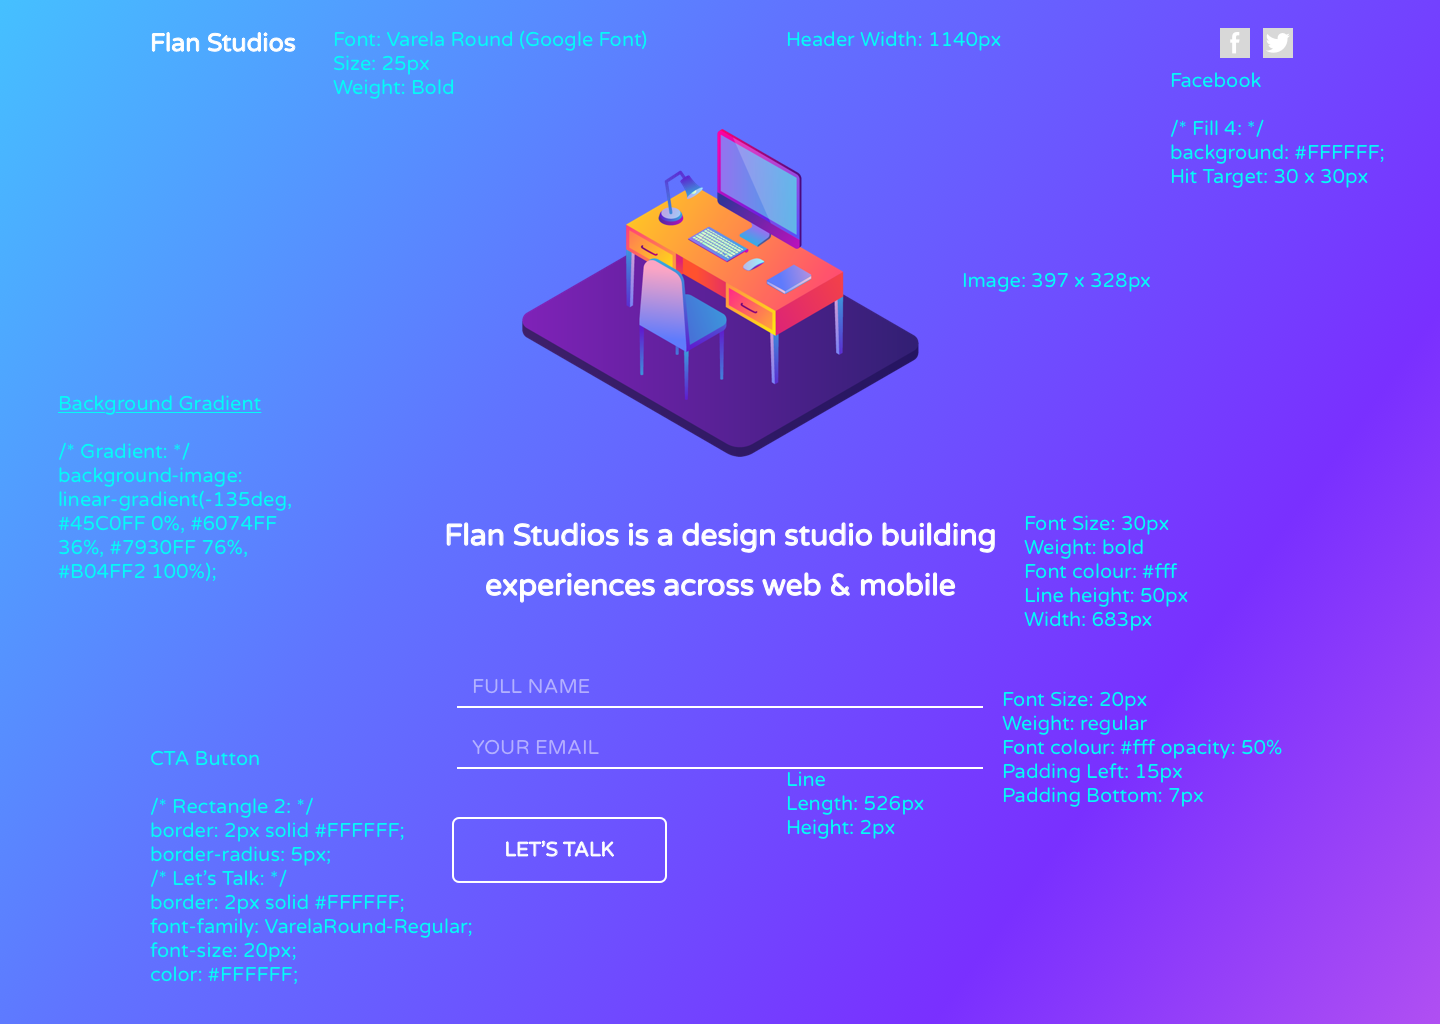 Flan Studios
Font: Varela Round (Google Font)
Size: 25px
Weight: Bold
Header Width: 1140px
Facebook
/* Fill 4: */
background: #FFFFFF;
Hit Target: 30 x 30px
Image: 397 x 328px
Background Gradient
/* Gradient: */
background-image:
linear-gradient(-135deg,
#45C0FF 0%, #6074FF
36%, #7930FF 76%,
#B04FF2 100%);
Flan Studios is a design studio building
experiences across web & mobile
Font Size: 30px
Weight: bold
Font colour: #fff
Line height: 50px
Width: 683px
FULL NAME
YOUR EMAIL
Font Size: 20px
Weight: regular
Font colour: #fff opacity: 50%
Padding Left: 15px
Padding Bottom: 7px
Line
Length: 526px
Height: 2px
CTA Button
/* Rectangle 2: */
border: 2px solid #FFFFFF;
border-radius: 5px;
/* Let’s Talk: */
border: 2px solid #FFFFFF;
font-family: VarelaRound-Regular;
font-size: 20px;
color: #FFFFFF;
LET’S TALK